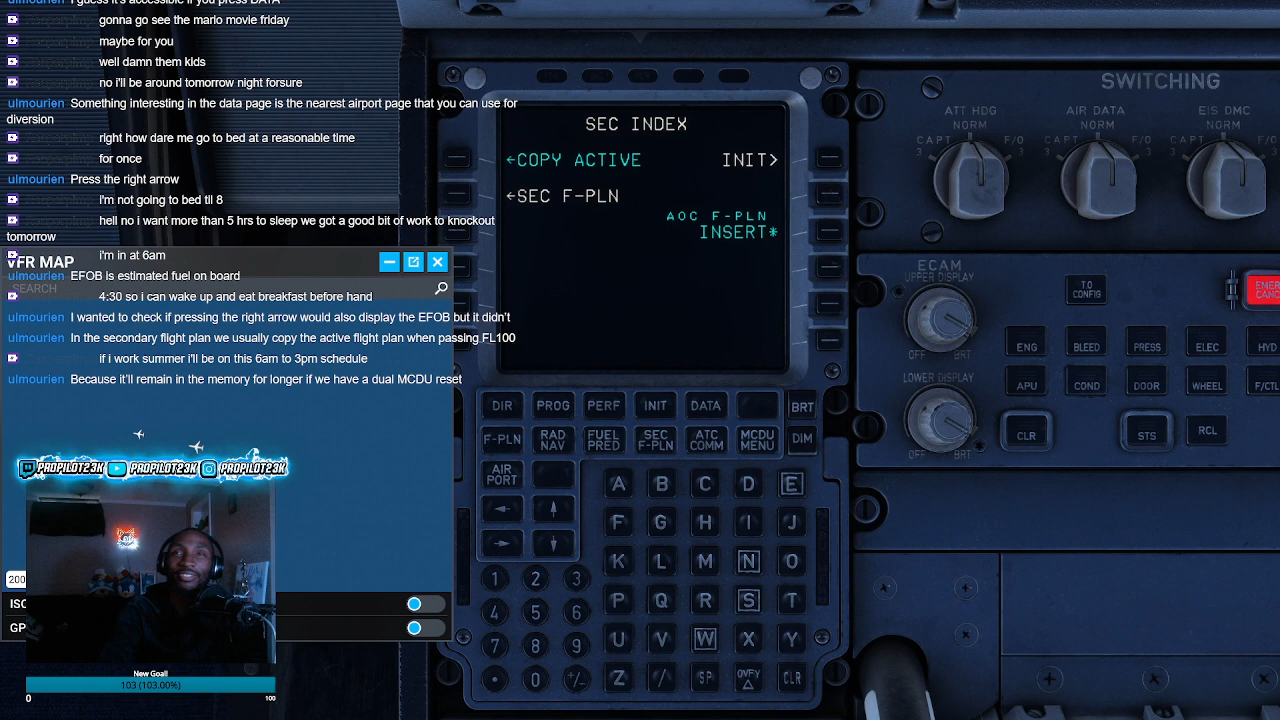 ulmourien I guess it's accessible if you press DATA
gonna go see the mario movie friday
maybe for you
well damn them kIds
no i'll be around tomorrow night forsure
ulmourien Something interesting in the data page is the nearest airport page that you can use for
diversion
right how dare me go to bed at a reasonable time
for once
ulmourien Press the right arrow
I'm not going to bed til 8
hell no i want more than 5 hrs to sleep we got a good bit of work to knockout
tomorrow
i'm in at 6am
ulmourien EFOB is estimated fuel on board
4:30 so i can wake up and eat breakfast before hand
ulmourien I wanted to check if pressing the right arrow would also display the EFOB but it didn't
ulmourien In the secondary flight plan we usually copy the active flight plan when passing FL100
if i work summer i'll be on this 6am to 3pm schedule
ulmourien Because it'll remain in the memory for longer if we have a dual MCDU reset
VFR MAP
SEARCH
200
ISO
GP
PROPILOT23K PROPILOT23K PROPILOT23K
New Goal!
103 (103.00%)
0 100
SEC INDEX
←COPY ACTIVE INIT>
←SEC F-PLN
AOC F-PLN
INSERT*
DIR PROG PERF INIT DATA BRT
F-PLN RAD NAV FUEL PRED SEC F-PLN ATC COMM MCDU MENU DIM
AIR PORT
← ↑
→ ↓
A B C D E
F G H I J
K L M N O
P Q R S T
U V W X Y
Z / SP OVFY △ CLR
1 2 3
4 5 6
7 8 9
. 0 +/-
SWITCHING
ATT HDG AIR DATA EIS DMC
NORM NORM NORM
CAPT 3 F/O 3 CAPT 3 F/O 3 CAPT 3 F/O 3
ECAM
UPPER DISPLAY
OFF BRT
LOWER DISPLAY
OFF BRT
TO CONFIG
EMER CANC
ENG BLEED PRESS ELEC HYD
APU COND DOOR WHEEL F/CTL
CLR STS RCL